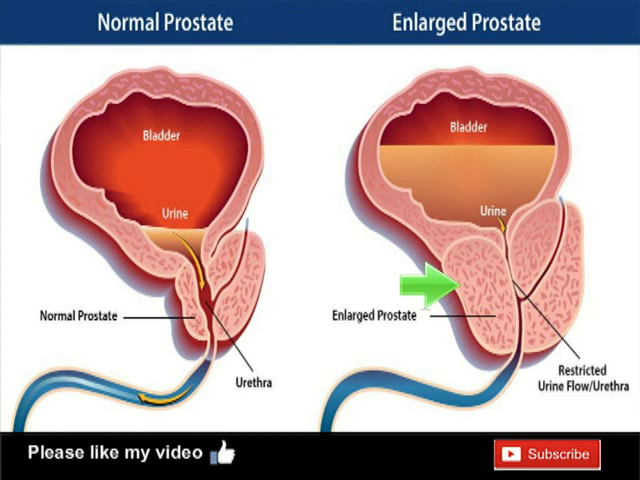 Normal Prostate
Enlarged Prostate
Bladder
Urine
Normal Prostate
Urethra
Bladder
Urine
Enlarged Prostate
Restricted
Urine Flow/Urethra
Please like my video
Subscribe